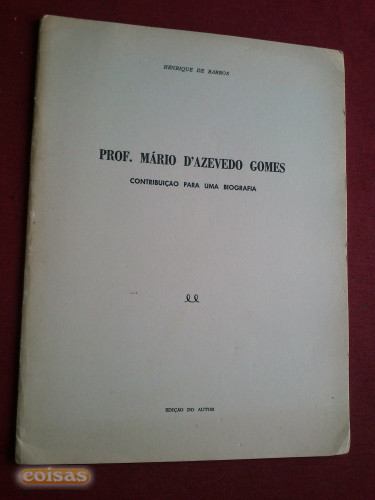 HENRIQUE DE BARROS
PROF. MÁRIO D'AZEVEDO GOMES
CONTRIBUIÇÃO PARA UMA BIOGRAFIA
EDIÇÃO DO AUTOR
coisas